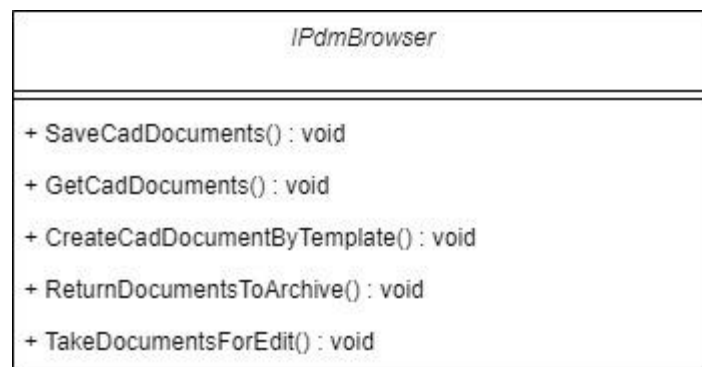 IPdmBrowser
+ SaveCadDocuments() : void
+ GetCadDocuments() : void
+ CreateCadDocumentByTemplate() : void
+ ReturnDocumentsToArchive() : void
+ TakeDocumentsForEdit() : void